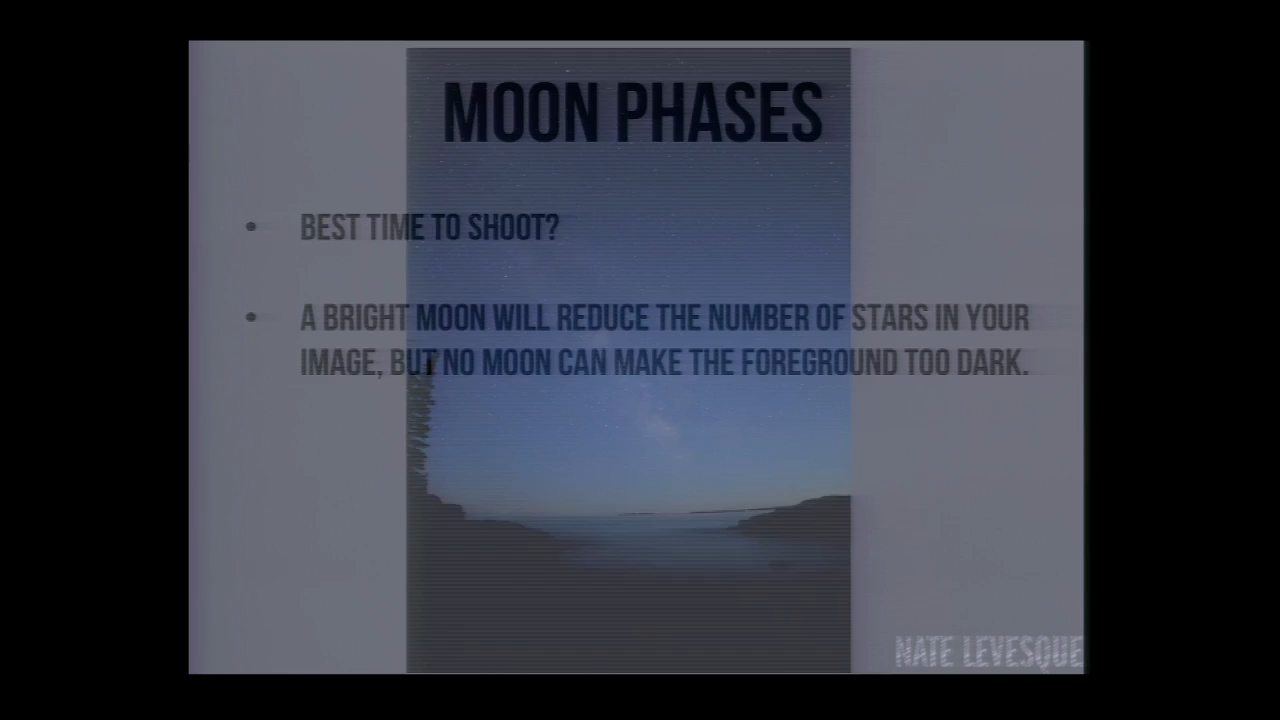 MOON PHASES
• BEST TIME TO SHOOT?
• A BRIGHT MOON WILL REDUCE THE NUMBER OF STARS IN YOUR
IMAGE, BUT NO MOON CAN MAKE THE FOREGROUND TOO DARK.
NATE LEVESQUE